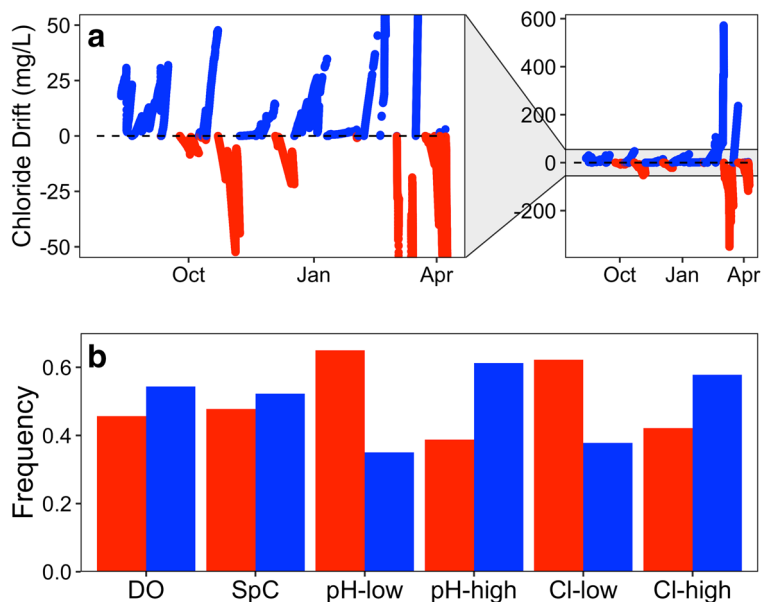 a
Chloride Drift (mg/L)
50
25
0
-25
-50
Oct Jan Apr
600
400
200
0
-200
Oct Jan Apr
b
Frequency
0.6
0.4
0.2
0.0
DO SpC pH-low pH-high Cl-low Cl-high